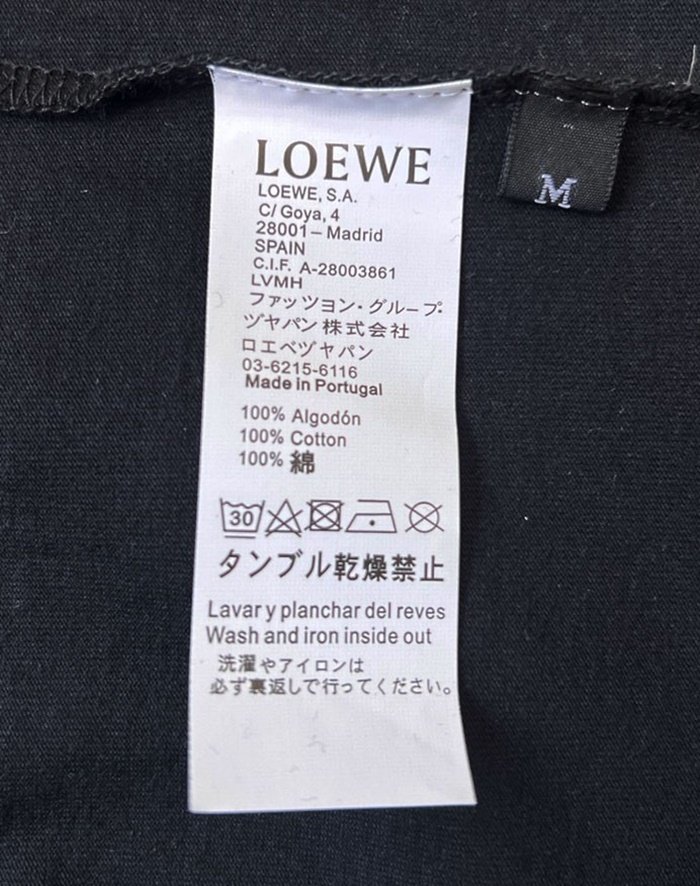 LOEWE
LOEWE, S.A.
C/ Goya, 4
28001– Madrid
SPAIN
C.I.F. A-28003861
LVMH
ファッツョン・グループ・
ヅャパン 株式会社
ロエベヅャパン
03-6215-6116
Made in Portugal
100% Algodón
100% Cotton
100% 綿
30
タンブル乾燥禁止
Lavar y planchar del reves
Wash and iron inside out
洗濯やアイロンは
必ず裏返しで行ってください。
M